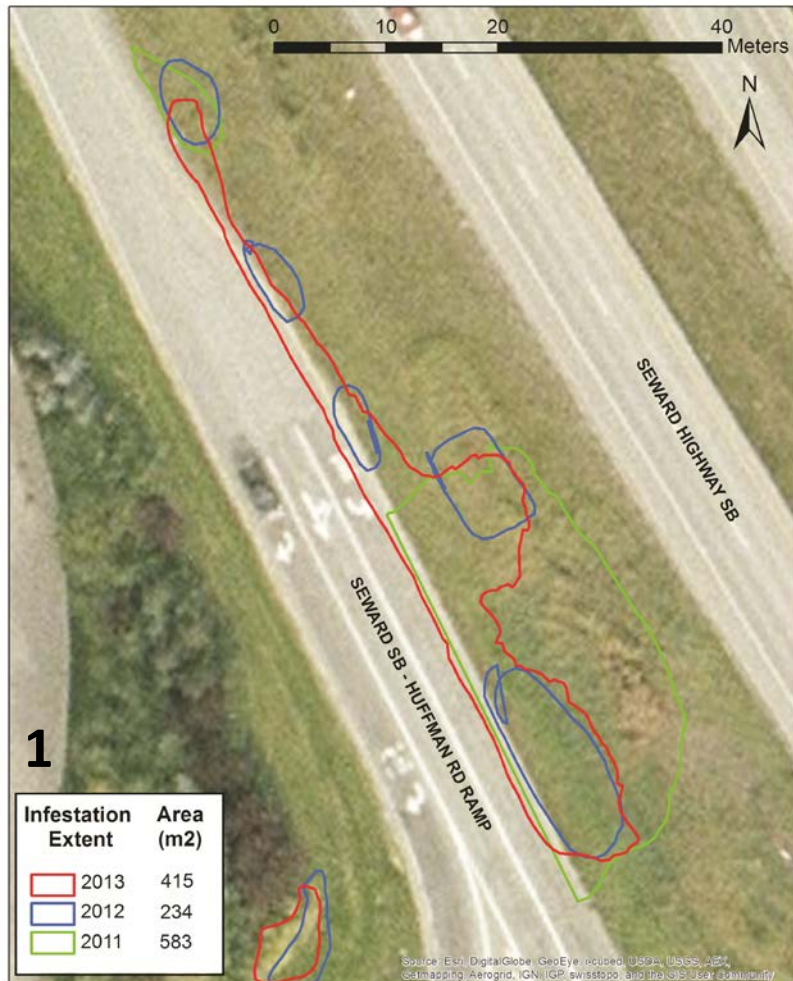 0 10 20 40
Meters
N
SEWARD HIGHWAY SB
SEWARD SB - HUFFMAN RD RAMP
1
Infestation Area
Extent (m2)
2013 415
2012 234
2011 583
Source: Esri, DigitalGlobe, GeoEye, i-cubed, USDA, USGS, AEX,
Getmapping, Aerogrid, IGN, IGP, swisstopo, and the GIS User Community